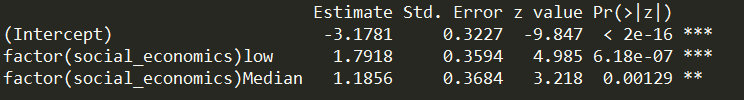 Estimate Std. Error z value Pr(>|z|)
(Intercept) -3.1781 0.3227 -9.847 < 2e-16 ***
factor(social_economics)low 1.7918 0.3594 4.985 6.18e-07 ***
factor(social_economics)Median 1.1856 0.3684 3.218 0.00129 **